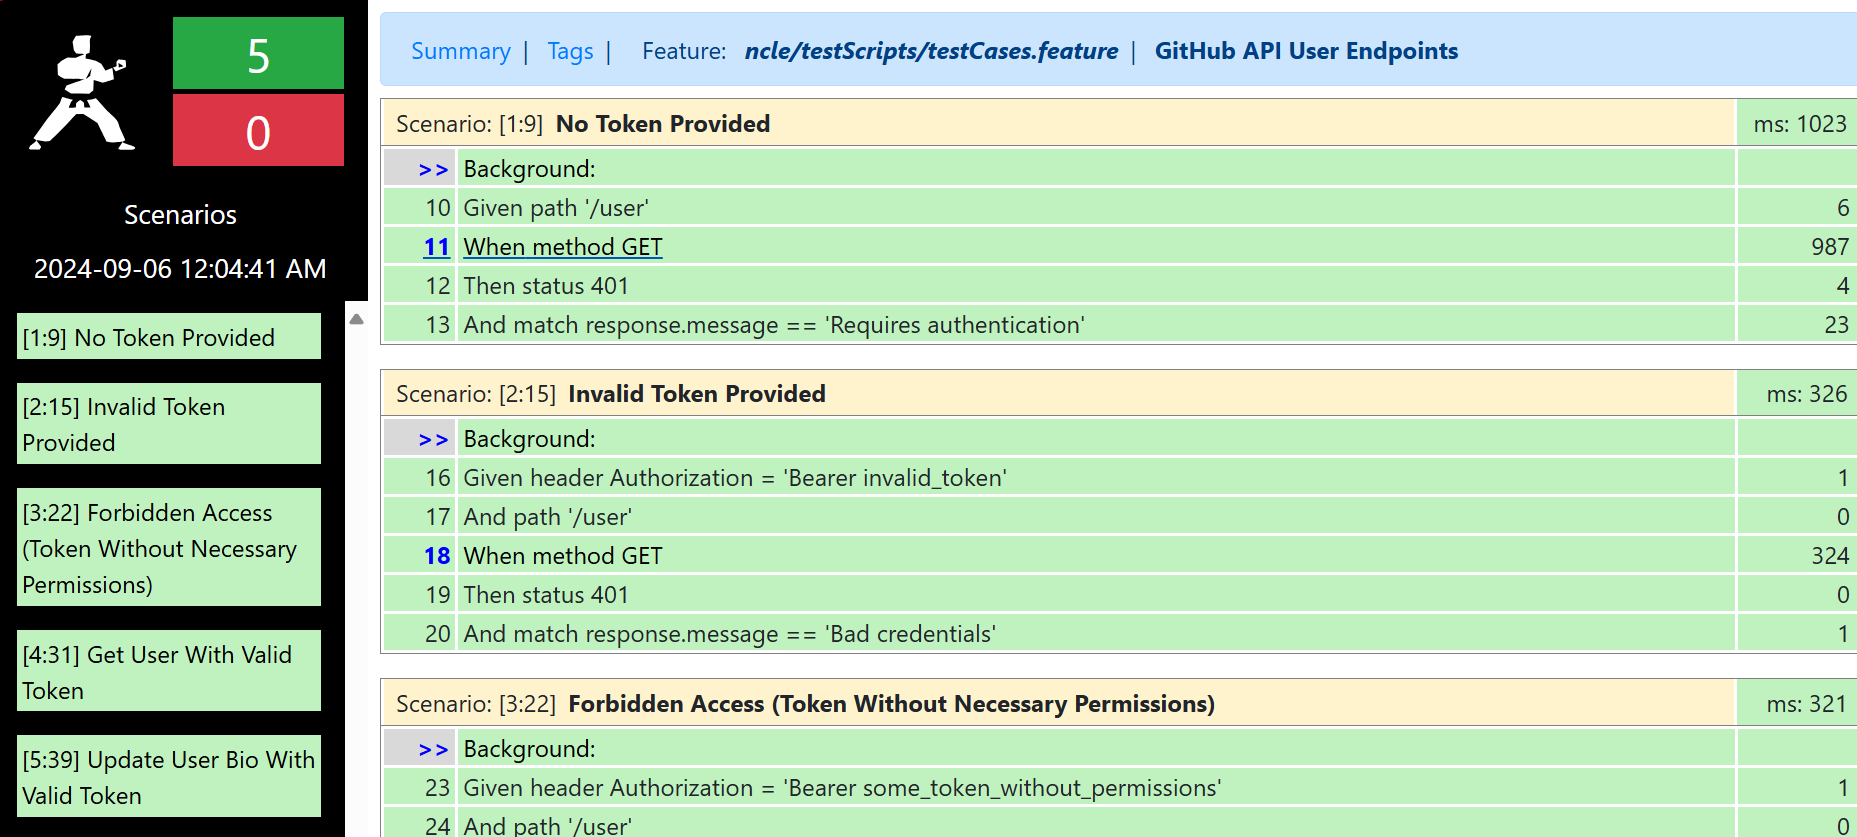 5
0
Scenarios
2024-09-06 12:04:41 AM
[1:9] No Token Provided
[2:15] Invalid Token
Provided
[3:22] Forbidden Access
(Token Without Necessary
Permissions)
[4:31] Get User With Valid
Token
[5:39] Update User Bio With
Valid Token
Summary | Tags | Feature: ncle/testScripts/testCases.feature | GitHub API User Endpoints
Scenario: [1:9] No Token Provided ms: 1023
>> Background:
10 Given path '/user' 6
11 When method GET 987
12 Then status 401 4
13 And match response.message == 'Requires authentication' 23
Scenario: [2:15] Invalid Token Provided ms: 326
>> Background:
16 Given header Authorization = 'Bearer invalid_token' 1
17 And path '/user' 0
18 When method GET 324
19 Then status 401 0
20 And match response.message == 'Bad credentials' 1
Scenario: [3:22] Forbidden Access (Token Without Necessary Permissions) ms: 321
>> Background:
23 Given header Authorization = 'Bearer some_token_without_permissions' 1
24 And path '/user' 0